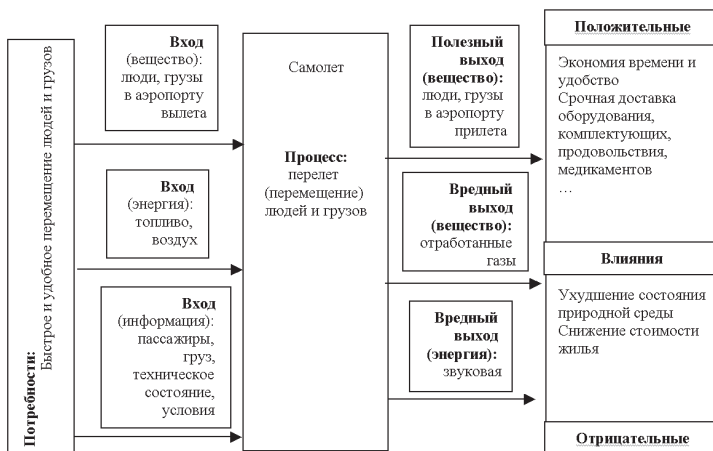 Потребности:
Быстрое и удобное перемещение людей и грузов
Вход
(вещество):
люди, грузы
в аэропорту
вылета
Вход
(энергия):
топливо,
воздух
Вход
(информация):
пассажиры,
груз,
техническое
состояние,
условия
Самолет
Процесс:
перелет
(перемещение)
людей и грузов
Полезный
выход
(вещество):
люди, грузы
в аэропорту
прилета
Вредный
выход
(вещество):
отработанные
газы
Вредный
выход
(энергия):
звуковая
Положительные
Экономия времени и
удобство
Срочная доставка
оборудования,
комплектующих,
продовольствия,
медикаментов
…
Влияния
Ухудшение состояния
природной среды
Снижение стоимости
жилья
Отрицательные